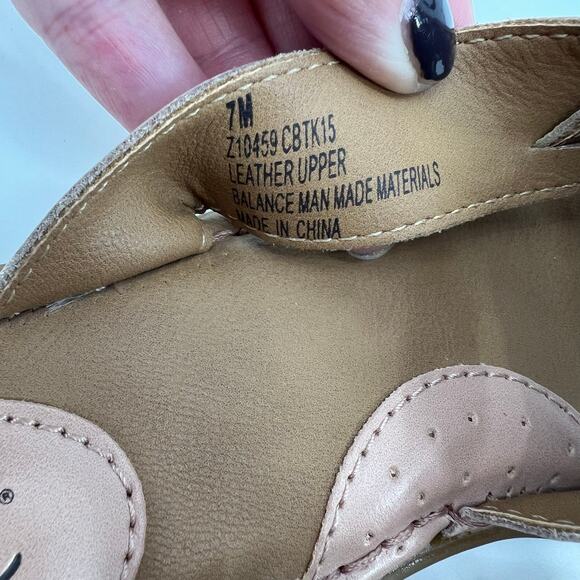 7M
Z10459 CBTK15
LEATHER UPPER
BALANCE MAN MADE MATERIALS
MADE IN CHINA
®